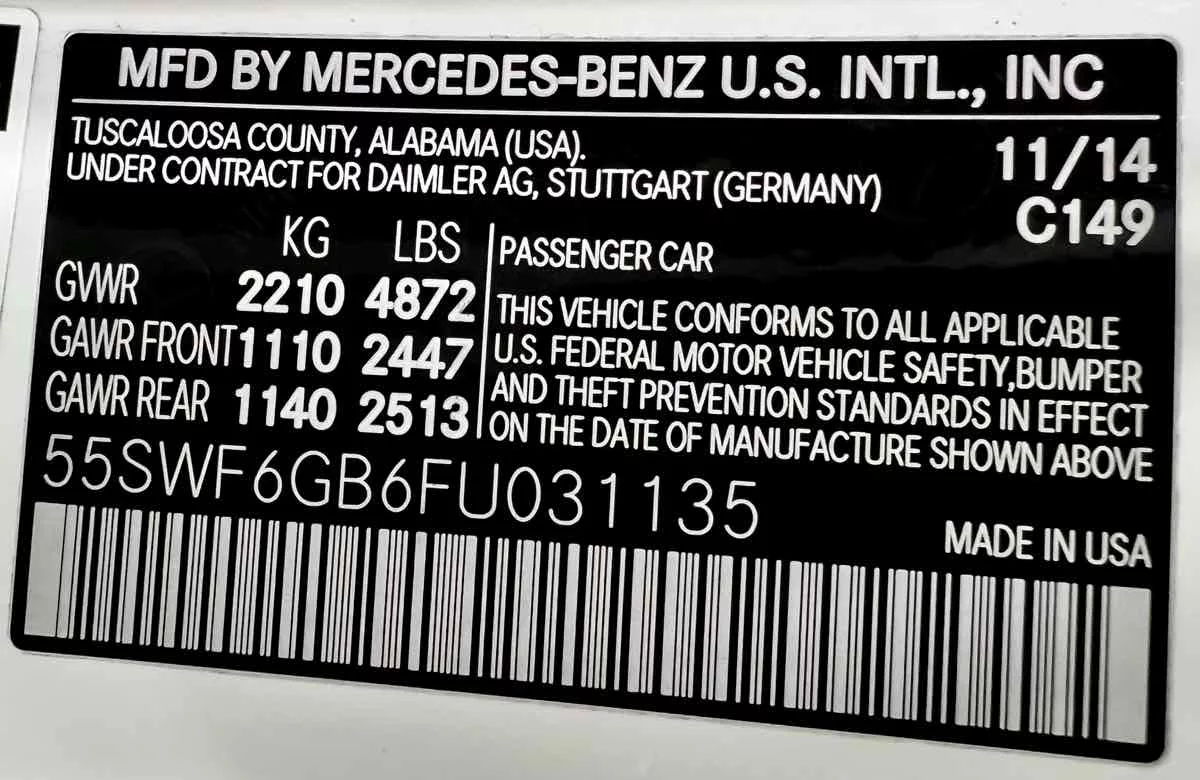 MFD BY MERCEDES-BENZ U.S. INTL., INC
TUSCALOOSA COUNTY, ALABAMA (USA).
UNDER CONTRACT FOR DAIMLER AG, STUTTGART (GERMANY)
11/14
C149
KG LBS
GVWR 2210 4872
GAWR FRONT 1110 2447
GAWR REAR 1140 2513
PASSENGER CAR
THIS VEHICLE CONFORMS TO ALL APPLICABLE
U.S. FEDERAL MOTOR VEHICLE SAFETY,BUMPER
AND THEFT PREVENTION STANDARDS IN EFFECT
ON THE DATE OF MANUFACTURE SHOWN ABOVE
55SWF6GB6FU031135
MADE IN USA